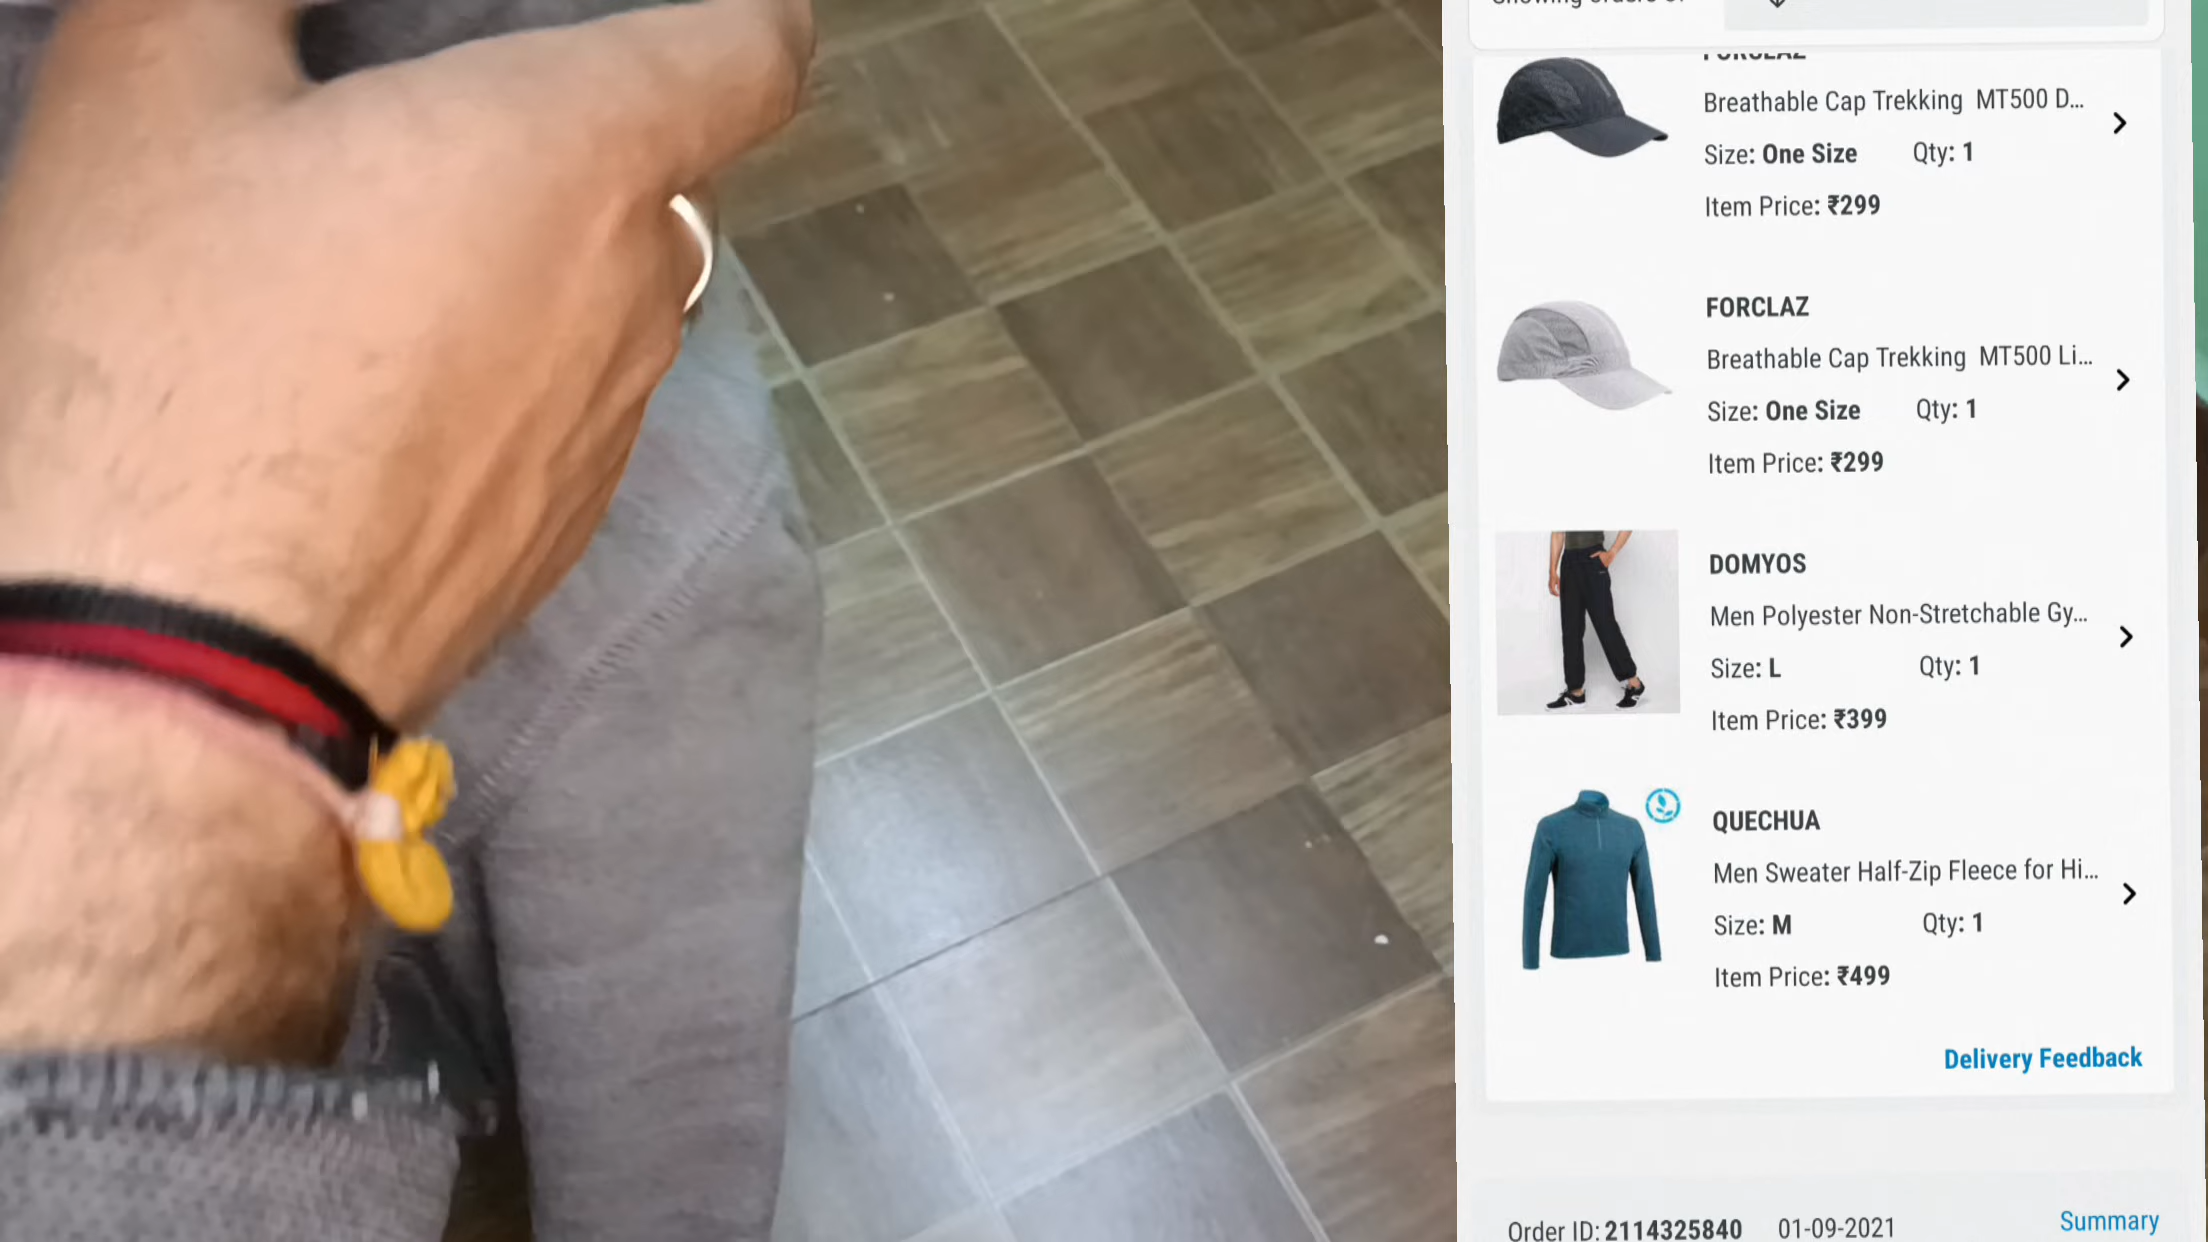 FORCLAZ
Breathable Cap Trekking MT500 D...
Size: One Size Qty: 1
Item Price: ₹299
FORCLAZ
Breathable Cap Trekking MT500 Li...
Size: One Size Qty: 1
Item Price: ₹299
DOMYOS
Men Polyester Non-Stretchable Gy...
Size: L Qty: 1
Item Price: ₹399
QUECHUA
Men Sweater Half-Zip Fleece for Hi...
Size: M Qty: 1
Item Price: ₹499
Delivery Feedback
Order ID: 2114325840 01-09-2021 Summary